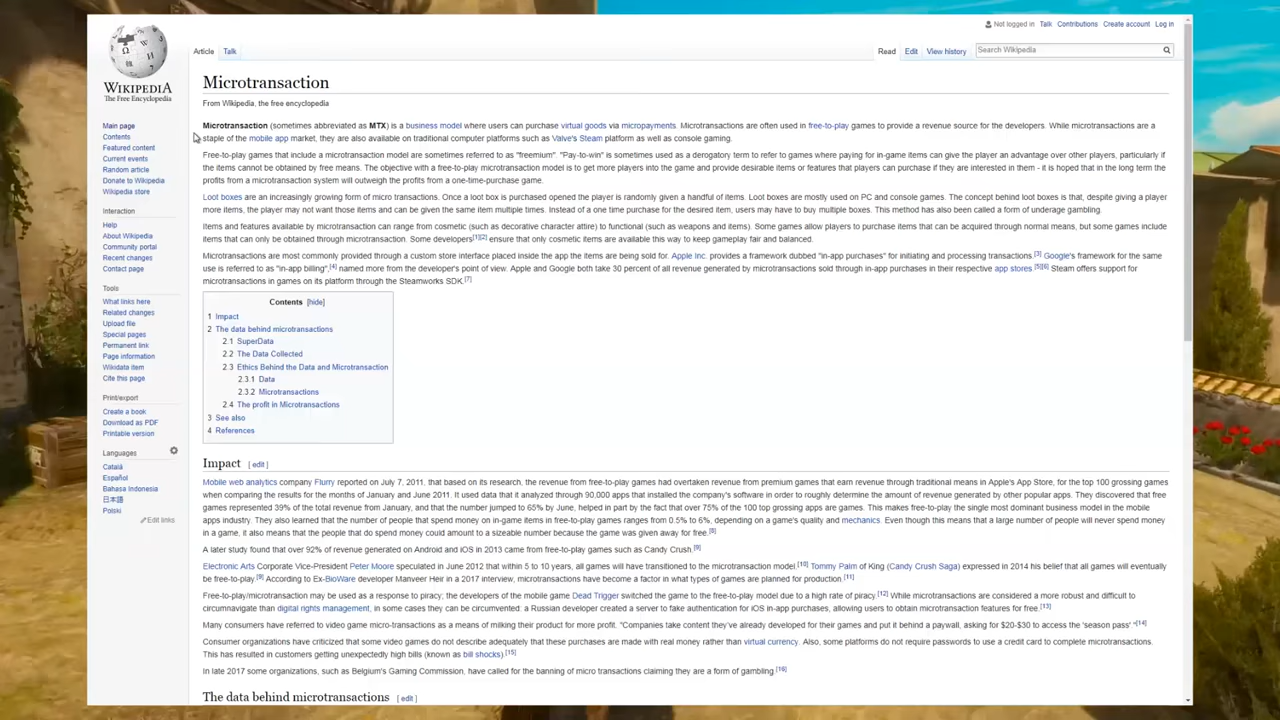 Not logged in Talk Contributions Create account Log in
Article Talk
Read Edit View history Search Wikipedia
WIKIPEDIA
The Free Encyclopedia
Main page
Contents
Featured content
Current events
Random article
Donate to Wikipedia
Wikipedia store
Interaction
Help
About Wikipedia
Community portal
Recent changes
Contact page
Tools
What links here
Related changes
Upload file
Special pages
Permanent link
Page information
Wikidata item
Cite this page
Print/export
Create a book
Download as PDF
Printable version
Languages
Català
Español
Bahasa Indonesia
日本語
Polski
Edit links
Microtransaction
From Wikipedia, the free encyclopedia
Microtransaction (sometimes abbreviated as MTX) is a business model where users can purchase virtual goods via micropayments. Microtransactions are often used in free-to-play games to provide a revenue source for the developers. While microtransactions are a
staple of the mobile app market, they are also available on traditional computer platforms such as Valve's Steam platform as well as console gaming.
Free-to-play games that include a microtransaction model are sometimes referred to as "freemium". "Pay-to-win" is sometimes used as a derogatory term to refer to games where paying for in-game items can give the player an advantage over other players, particularly if
the items cannot be obtained by free means. The objective with a free-to-play microtransaction model is to get more players into the game and provide desirable items or features that players can purchase if they are interested in them - it is hoped that in the long term the
profits from a microtransaction system will outweigh the profits from a one-time-purchase game.
Loot boxes are an increasingly growing form of micro transactions. Once a loot box is purchased opened the player is randomly given a handful of items. Loot boxes are mostly used on PC and console games. The concept behind loot boxes is that, despite giving a player
more items, the player may not want those items and can be given the same item multiple times. Instead of a one time purchase for the desired item, users may have to buy multiple boxes. This method has also been called a form of underage gambling.
Items and features available by microtransaction can range from cosmetic (such as decorative character attire) to functional (such as weapons and items). Some games allow players to purchase items that can be acquired through normal means, but some games include
items that can only be obtained through microtransaction. Some developers[1][2] ensure that only cosmetic items are available this way to keep gameplay fair and balanced.
Microtransactions are most commonly provided through a custom store interface placed inside the app the items are being sold for. Apple Inc. provides a framework dubbed "in-app purchases" for initiating and processing transactions.[3] Google's framework for the same
use is referred to as "in-app billing",[4] named more from the developer's point of view. Apple and Google both take 30 percent of all revenue generated by microtransactions sold through in-app purchases in their respective app stores.[5][6] Steam offers support for
microtransactions in games on its platform through the Steamworks SDK.[7]
Contents [hide]
1 Impact
2 The data behind microtransactions
2.1 SuperData
2.2 The Data Collected
2.3 Ethics Behind the Data and Microtransaction
2.3.1 Data
2.3.2 Microtransactions
2.4 The profit in Microtransactions
3 See also
4 References
Impact [ edit ]
Mobile web analytics company Flurry reported on July 7, 2011, that based on its research, the revenue from free-to-play games had overtaken revenue from premium games that earn revenue through traditional means in Apple's App Store, for the top 100 grossing games
when comparing the results for the months of January and June 2011. It used data that it analyzed through 90,000 apps that installed the company's software in order to roughly determine the amount of revenue generated by other popular apps. They discovered that free
games represented 39% of the total revenue from January, and that the number jumped to 65% by June, helped in part by the fact that over 75% of the 100 top grossing apps are games. This makes free-to-play the single most dominant business model in the mobile
apps industry. They also learned that the number of people that spend money on in-game items in free-to-play games ranges from 0.5% to 6%, depending on a game's quality and mechanics. Even though this means that a large number of people will never spend money
in a game, it also means that the people that do spend money could amount to a sizeable number because the game was given away for free.[8]
A later study found that over 92% of revenue generated on Android and iOS in 2013 came from free-to-play games such as Candy Crush.[9]
Electronic Arts Corporate Vice-President Peter Moore speculated in June 2012 that within 5 to 10 years, all games will have transitioned to the microtransaction model.[10] Tommy Palm of King (Candy Crush Saga) expressed in 2014 his belief that all games will eventually
be free-to-play.[9] According to Ex-BioWare developer Manveer Heir in a 2017 interview, microtransactions have become a factor in what types of games are planned for production.[11]
Free-to-play/microtransaction may be used as a response to piracy; the developers of the mobile game Dead Trigger switched the game to the free-to-play model due to a high rate of piracy.[12] While microtransactions are considered a more robust and difficult to
circumnavigate than digital rights management, in some cases they can be circumvented: a Russian developer created a server to fake authentication for iOS in-app purchases, allowing users to obtain microtransaction features for free.[13]
Many consumers have referred to video game micro-transactions as a means of milking their product for more profit. "Companies take content they've already developed for their games and put it behind a paywall, asking for $20-$30 to access the 'season pass' "[14]
Consumer organizations have criticized that some video games do not describe adequately that these purchases are made with real money rather than virtual currency. Also, some platforms do not require passwords to use a credit card to complete microtransactions.
This has resulted in customers getting unexpectedly high bills (known as bill shocks).[15]
In late 2017 some organizations, such as Belgium's Gaming Commission, have called for the banning of micro transactions claiming they are a form of gambling.[16]
The data behind microtransactions [ edit ]